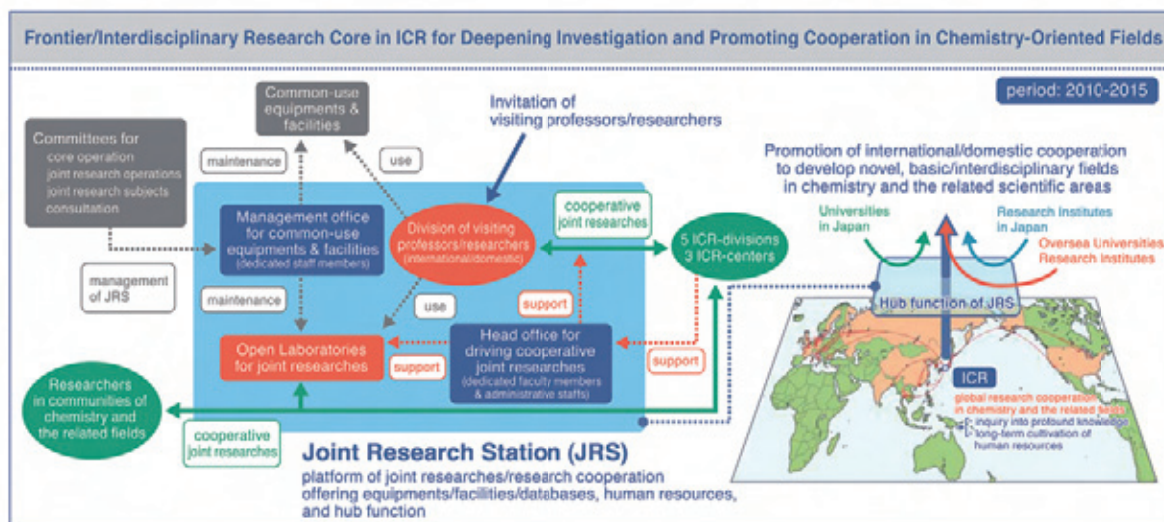 Frontier/Interdisciplinary Research Core in ICR for Deepening Investigation and Promoting Cooperation in Chemistry-Oriented Fields
period: 2010-2015
Common-use
equipments &
facilities
Invitation of
visiting professors/researchers
Committees for
core operation
joint research operations
joint research subjects
consultation
maintenance
use
Management office
for common-use
equipments & facilities
(dedicated staff members)
Division of visiting
professors/researchers
(international/domestic)
cooperative
joint researches
5 ICR-divisions
3 ICR-centers
management
of JRS
maintenance
use
support
Open Laboratories
for joint researches
support
Head office for
driving cooperative
joint researches
(dedicated faculty members
& administrative staffs)
support
Researchers
in communities of
chemistry and
the related fields
cooperative
joint researches
Joint Research Station (JRS)
platform of joint researches/research cooperation
offering equipments/facilities/databases, human resources,
and hub function
Promotion of international/domestic cooperation
to develop novel, basic/interdisciplinary fields
in chemistry and the related scientific areas
Universities
in Japan
Research Institutes
in Japan
Oversea Universities
Research Institutes
Hub function of JRS
ICR
global research cooperation
in chemistry and the related fields
inquiry into profound knowledge
long-term cultivation of
human resources